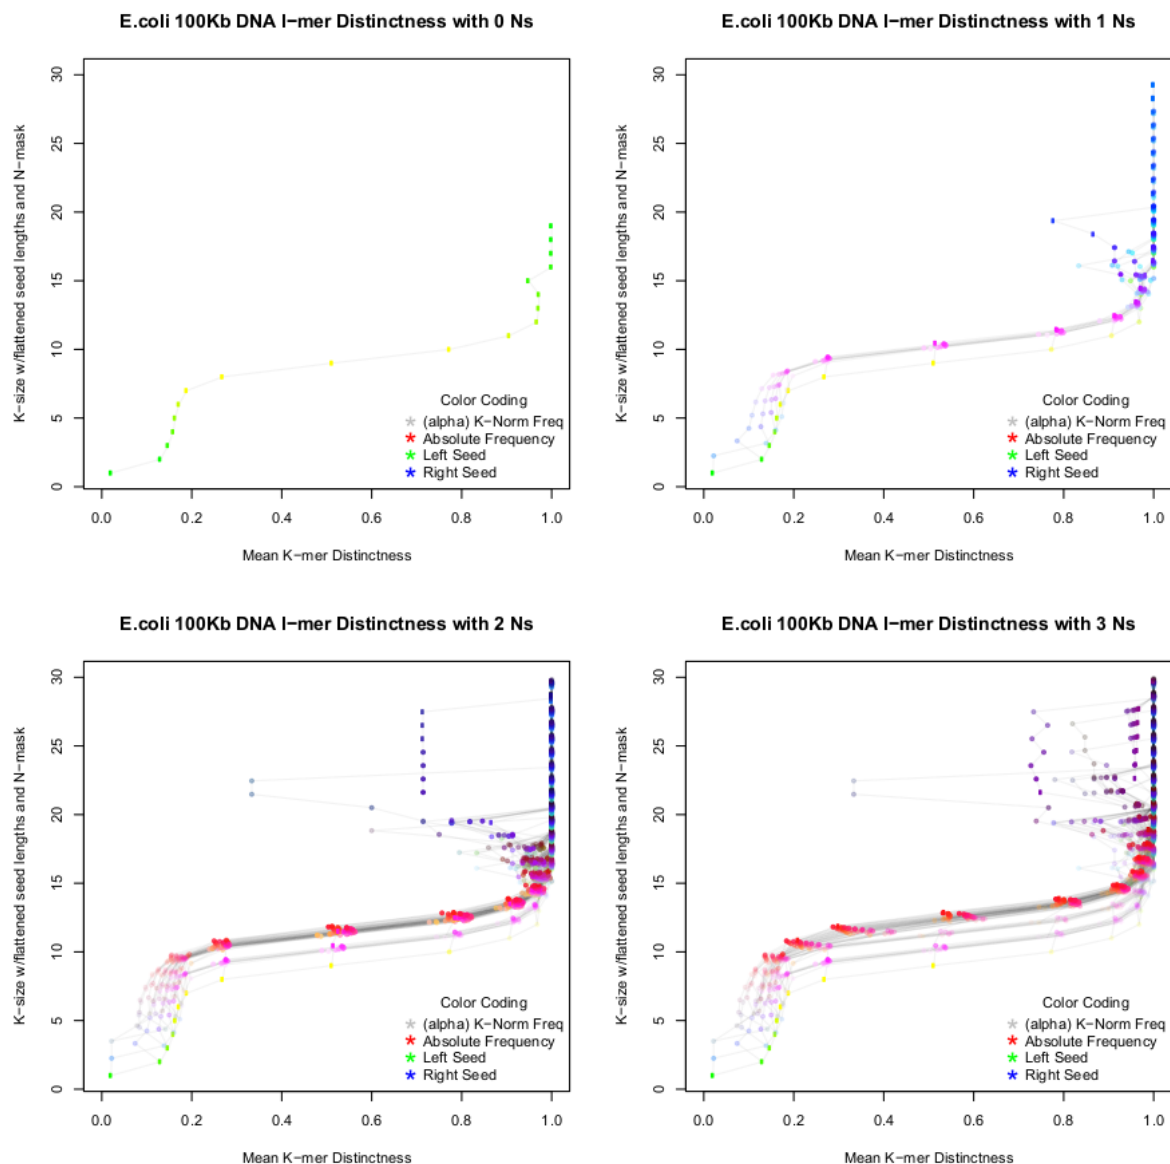 E.coli 100Kb DNA I−mer Distinctness with 0 Ns
K−size w/flattened seed lengths and N−mask
30
25
20
15
10
5
0
Color Coding
* (alpha) K−Norm Freq
* Absolute Frequency
* Left Seed
* Right Seed
0.0 0.2 0.4 0.6 0.8 1.0
Mean K−mer Distinctness
E.coli 100Kb DNA I−mer Distinctness with 1 Ns
K−size w/flattened seed lengths and N−mask
30
25
20
15
10
5
0
Color Coding
* (alpha) K−Norm Freq
* Absolute Frequency
* Left Seed
* Right Seed
0.0 0.2 0.4 0.6 0.8 1.0
Mean K−mer Distinctness
E.coli 100Kb DNA I−mer Distinctness with 2 Ns
K−size w/flattened seed lengths and N−mask
30
25
20
15
10
5
0
Color Coding
* (alpha) K−Norm Freq
* Absolute Frequency
* Left Seed
* Right Seed
0.0 0.2 0.4 0.6 0.8 1.0
Mean K−mer Distinctness
E.coli 100Kb DNA I−mer Distinctness with 3 Ns
K−size w/flattened seed lengths and N−mask
30
25
20
15
10
5
0
Color Coding
* (alpha) K−Norm Freq
* Absolute Frequency
* Left Seed
* Right Seed
0.0 0.2 0.4 0.6 0.8 1.0
Mean K−mer Distinctness